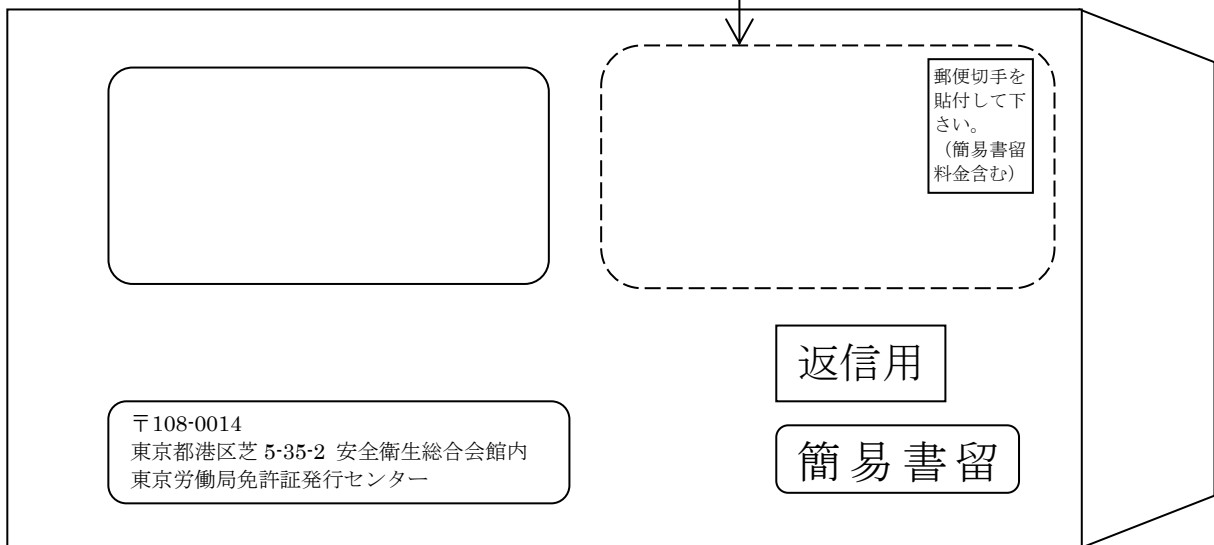 郵便切手を
貼付して下
さい。
（簡易書留
料金含む）
返信用
〒108-0014
東京都港区芝 5-35-2 安全衛生総合会館内
東京労働局免許証発行センター
簡易書留